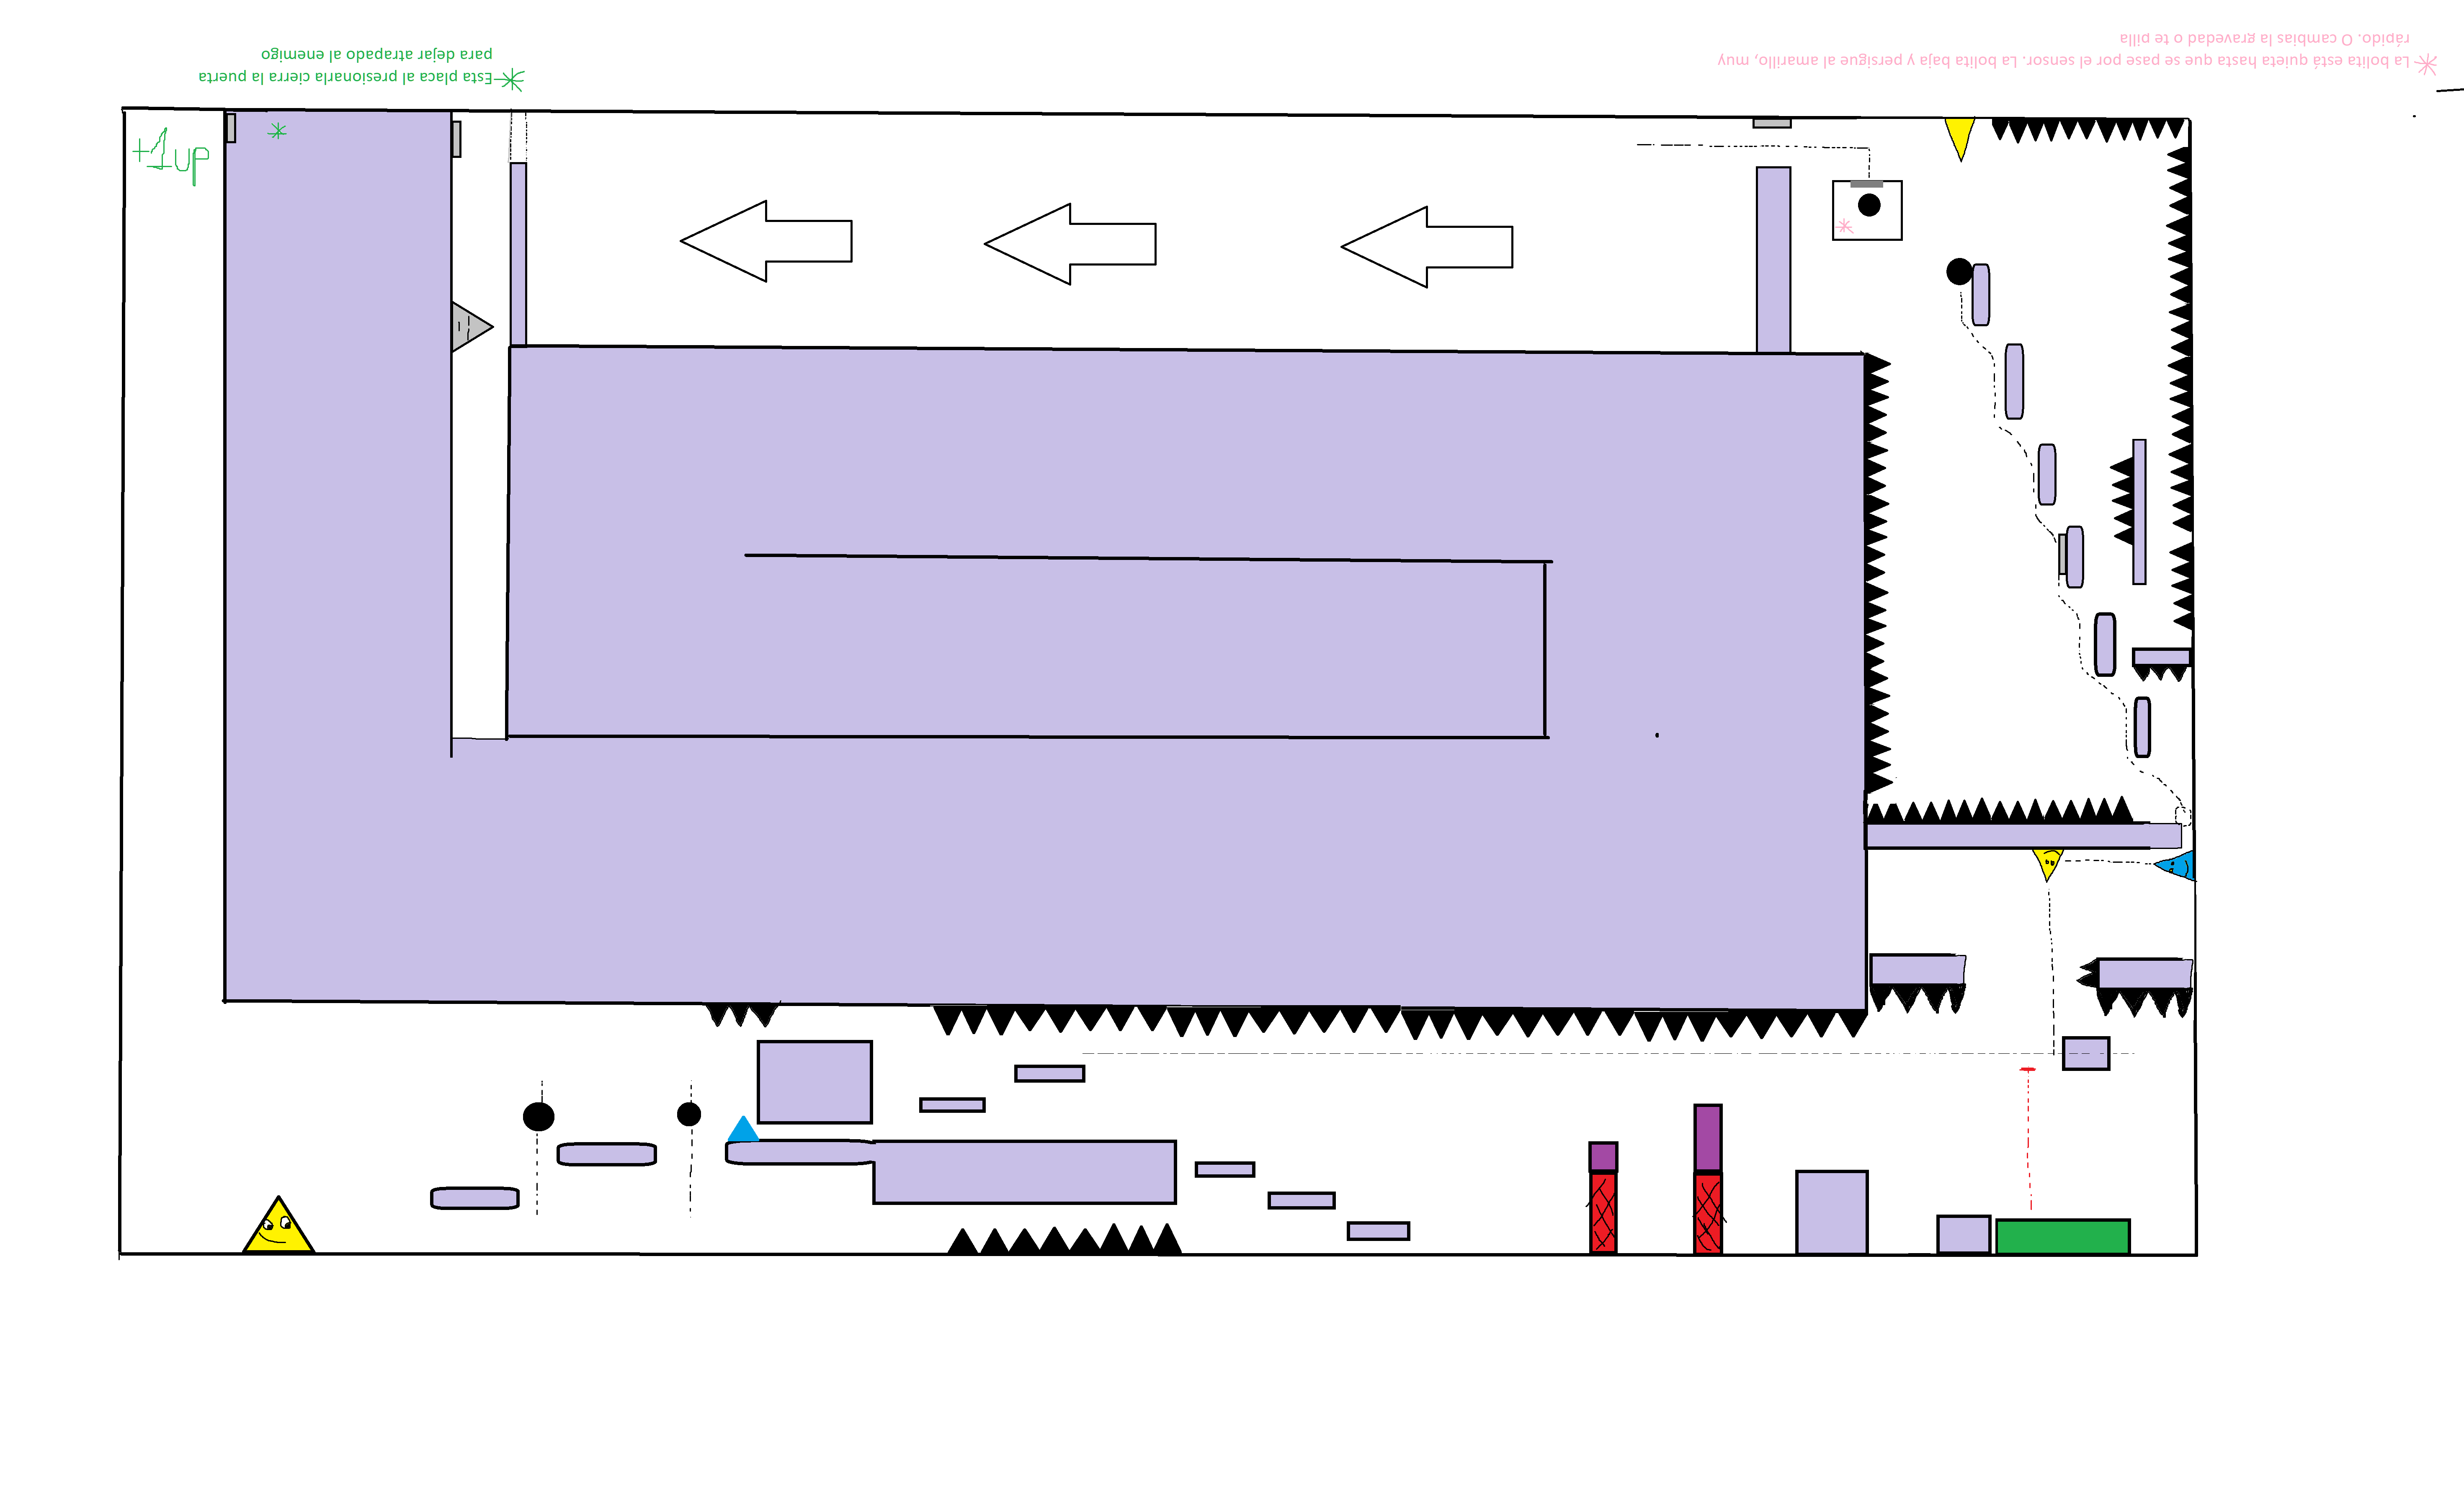 Esta placa al presionarla cierra la puerta
para dejar atrapado al enemigo
La bolita está quieta hasta que se pase por el sensor. La bolita baja y persigue al amarillo, muy
rápido. O cambias la gravedad o te pilla
+1up